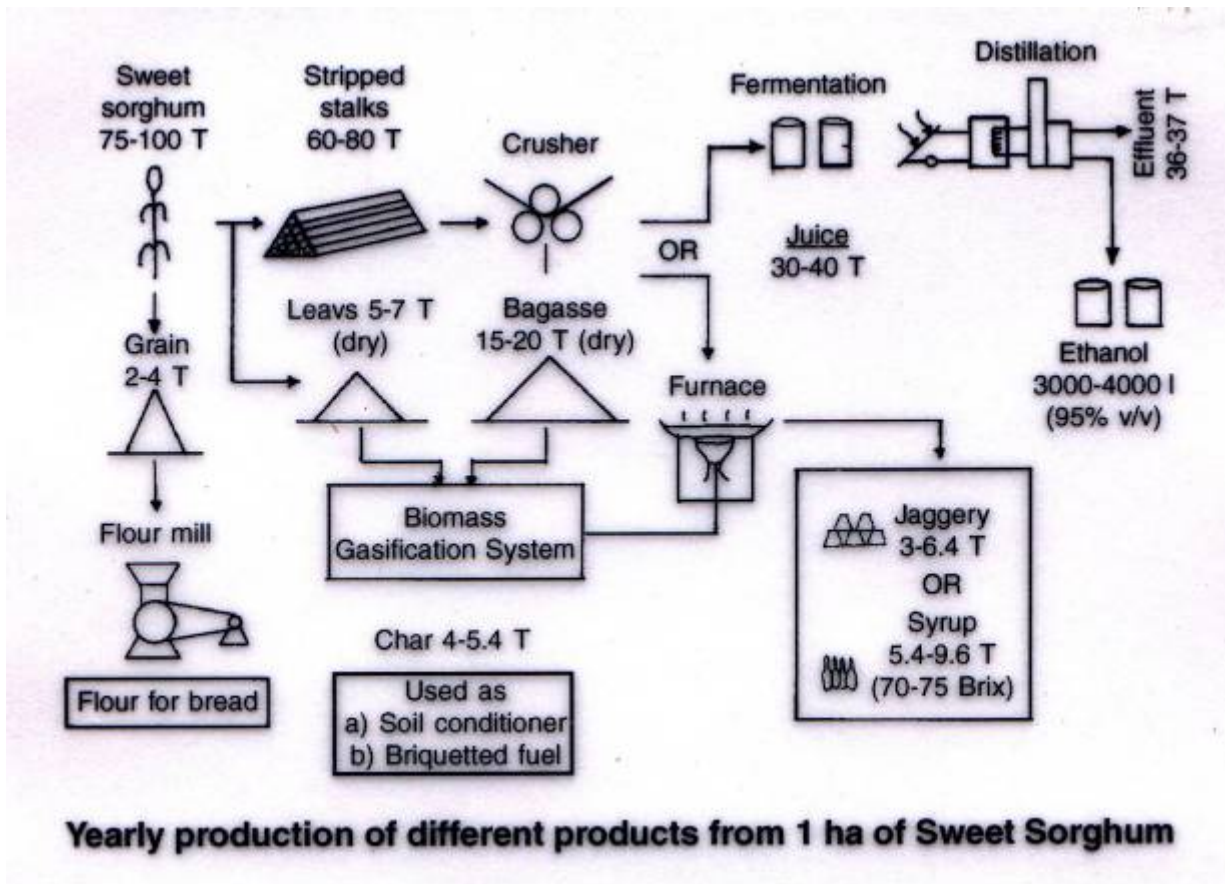 Sweet
sorghum
75-100 T
Stripped
stalks
60-80 T
Crusher
Fermentation
Distillation
Effluent
36-37 T
OR
Juice
30-40 T
Leavs 5-7 T
(dry)
Bagasse
15-20 T (dry)
Grain
2-4 T
Furnace
Ethanol
3000-4000 l
(95% v/v)
Flour mill
Biomass
Gasification System
Jaggery
3-6.4 T
OR
Syrup
5.4-9.6 T
(70-75 Brix)
Char 4-5.4 T
Flour for bread
Used as
a) Soil conditioner
b) Briquetted fuel
Yearly production of different products from 1 ha of Sweet Sorghum